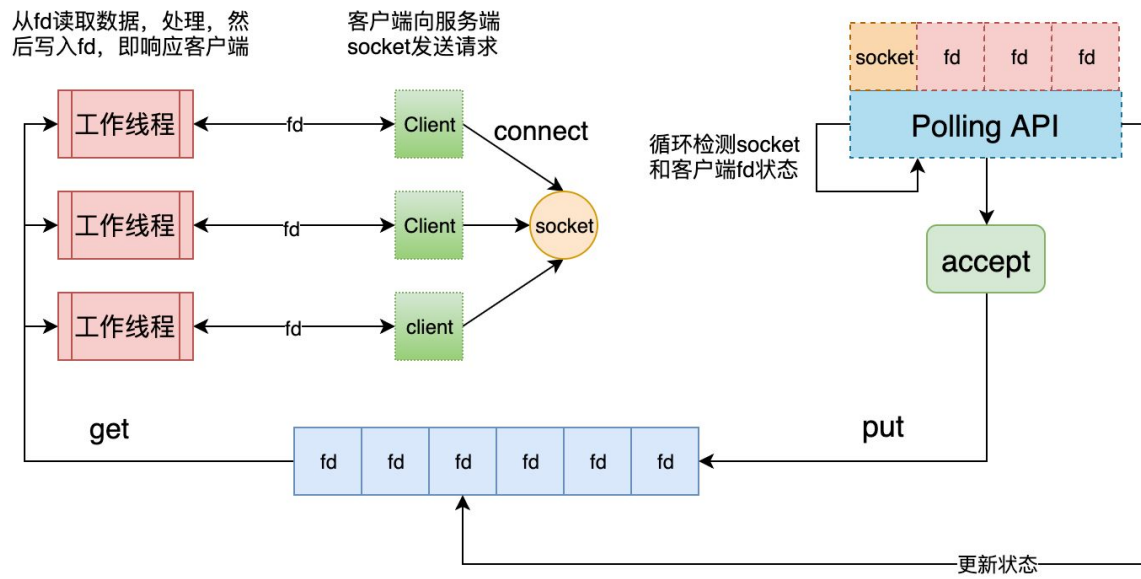 从fd读取数据，处理，然
后写入fd，即响应客户端
客户端向服务端
socket发送请求
socket
fd
fd
fd
Polling API
循环检测socket
和客户端fd状态
工作线程
fd
Client
connect
工作线程
fd
Client
socket
工作线程
fd
client
accept
get
put
fd
fd
fd
fd
fd
fd
更新状态